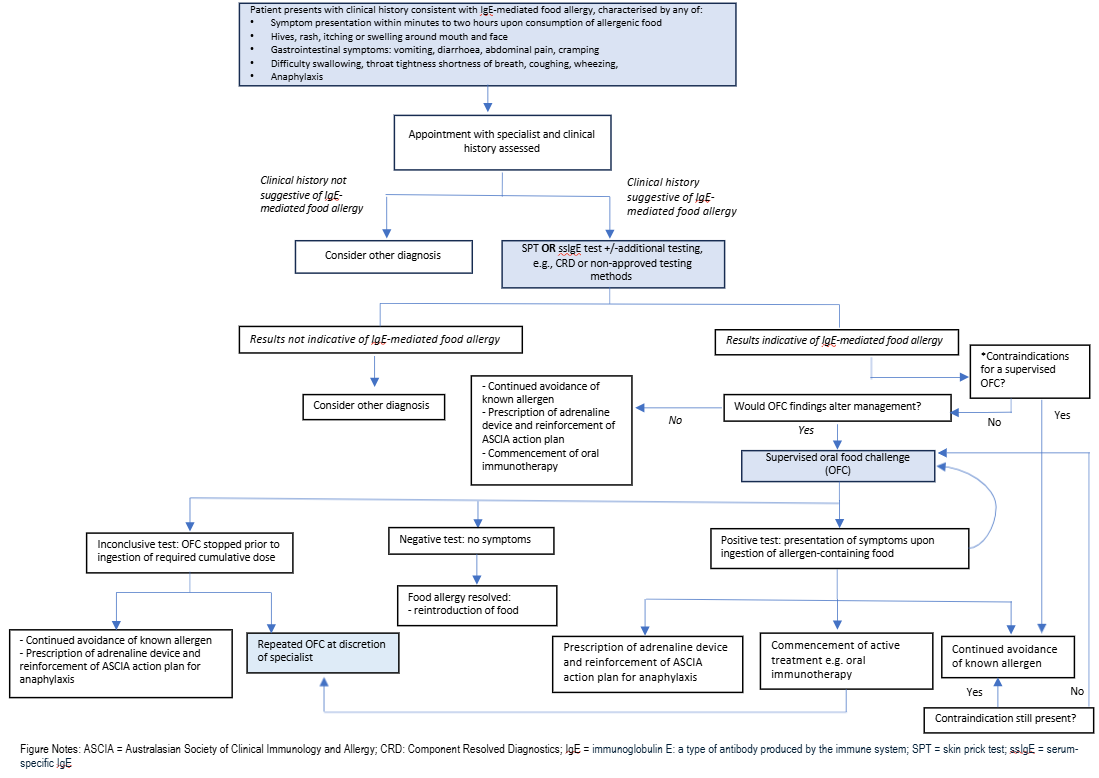 Patient presents with clinical history consistent with IgE-mediated food allergy, characterised by any of:
• Symptom presentation within minutes to two hours upon consumption of allergenic food
• Hives, rash, itching or swelling around mouth and face
• Gastrointestinal symptoms: vomiting, diarrhoea, abdominal pain, cramping
• Difficulty swallowing, throat tightness shortness of breath, coughing, wheezing,
• Anaphylaxis
Appointment with specialist and clinical
history assessed
Clinical history not
suggestive of IgE-
mediated food allergy
Clinical history
suggestive of IgE-
mediated food allergy
Consider other diagnosis
SPT OR ssIgE test +/-additional testing,
e.g., CRD or non-approved testing
methods
Results not indicative of IgE-mediated food allergy
Results indicative of IgE-mediated food allergy
*Contraindications
for a supervised
OFC?
Consider other diagnosis
- Continued avoidance of
known allergen
- Prescription of adrenaline
device and reinforcement of
ASCIA action plan
- Commencement of oral
immunotherapy
Would OFC findings alter management?
No
Yes
No
Yes
Supervised oral food challenge
(OFC)
Inconclusive test: OFC stopped prior to
ingestion of required cumulative dose
Negative test: no symptoms
Positive test: presentation of symptoms upon
ingestion of allergen-containing food
Food allergy resolved:
- reintroduction of food
- Continued avoidance of known allergen
- Prescription of adrenaline device and
reinforcement of ASCIA action plan for
anaphylaxis
Repeated OFC at discretion
of specialist
Prescription of adrenaline device
and reinforcement of ASCIA
action plan for anaphylaxis
Commencement of active
treatment e.g. oral
immunotherapy
Continued avoidance
of known allergen
Yes
No
Contraindication still present?
Figure Notes: ASCIA = Australasian Society of Clinical Immunology and Allergy; CRD: Component Resolved Diagnostics; IgE = immunoglobulin E: a type of antibody produced by the immune system; SPT = skin prick test; ssIgE = serum-
specific IgE